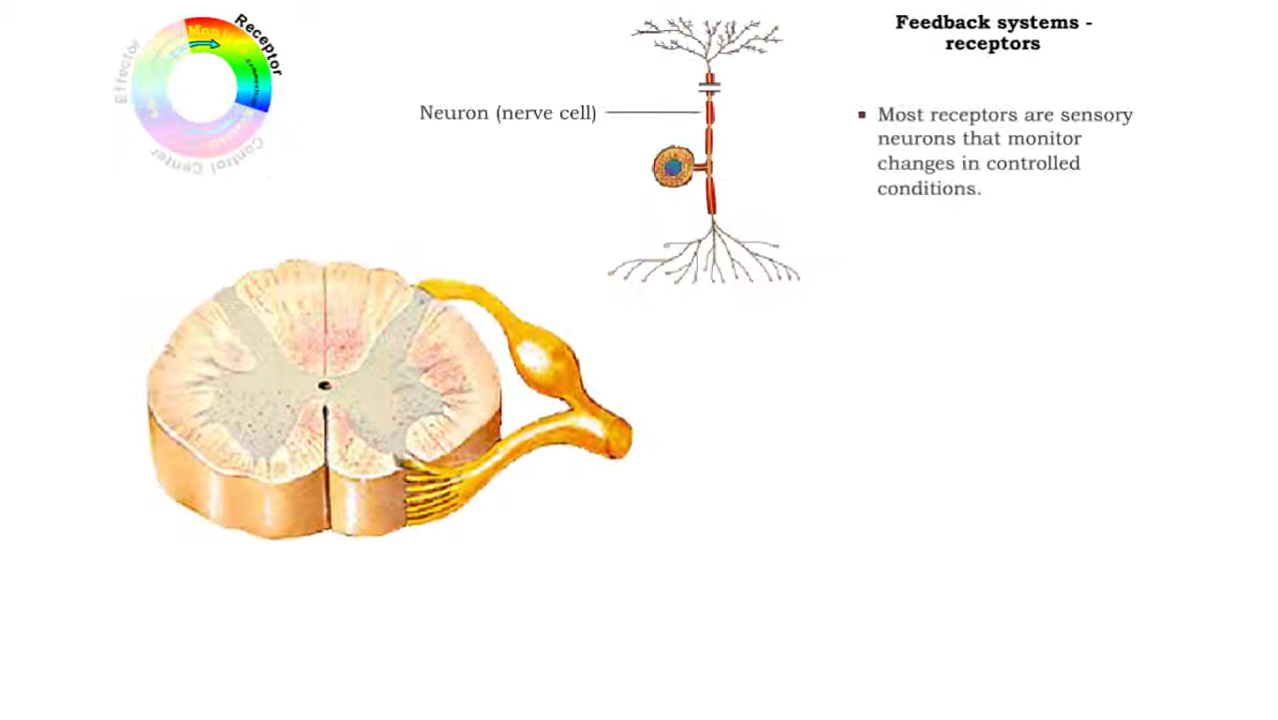 Receptor
Effector
Control Center
Feedback systems -
receptors
Neuron (nerve cell)
▪ Most receptors are sensory
neurons that monitor
changes in controlled
conditions.